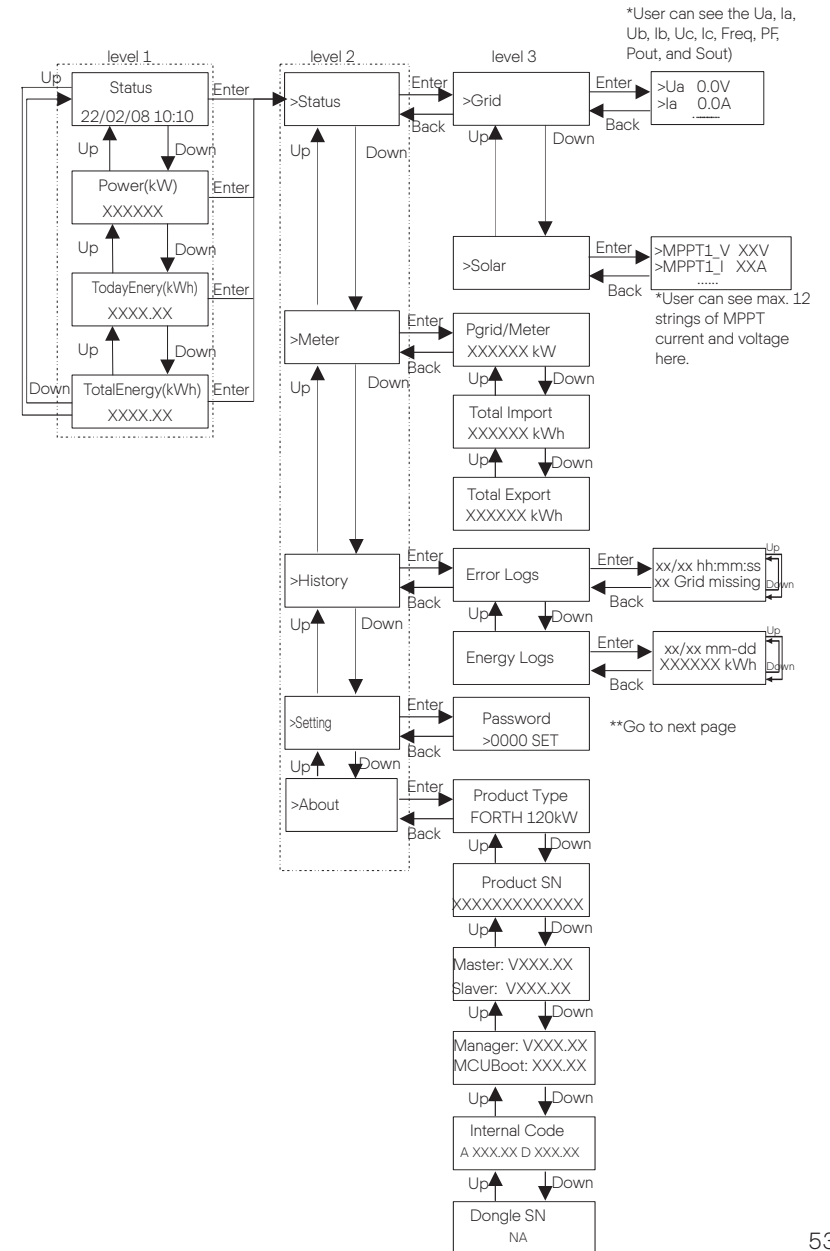 *User can see the Ua, Ia,
Ub, Ib, Uc, Ic, Freq, PF,
Pout, and Sout)
level 1
level 2
level 3
Up
Status
22/02/08 10:10
Enter
Up
Down
Power(kW)
XXXXXX
Enter
Up
Down
TodayEnery(kWh)
XXXX.XX
Enter
Up
Down
Down
TotalEnergy(kWh)
XXXX.XX
Enter
>Status
Enter
Back
Up
Down
>Grid
Enter
Back
>Ua 0.0V
>Ia 0.0A
.........
Up
Down
>Solar
Enter
Back
>MPPT1_V XXV
>MPPT1_I XXA
......
*User can see max. 12
strings of MPPT
current and voltage
here.
>Meter
Enter
Back
Up
Down
Pgrid/Meter
XXXXXX kW
Up
Down
Total Import
XXXXXX kWh
Up
Down
Total Export
XXXXXX kWh
>History
Enter
Back
Up
Down
Error Logs
Enter
Back
xx/xx hh:mm:ss
xx Grid missing
Up
Down
Up
Down
Energy Logs
Enter
Back
xx/xx mm-dd
XXXXXX kWh
Up
Down
>Setting
Enter
Back
Up
Down
Password
>0000 SET
**Go to next page
>About
Enter
Back
Product Type
FORTH 120kW
Up
Down
Product SN
XXXXXXXXXXXXX
Up
Down
Master: VXXX.XX
Slaver: VXXX.XX
Up
Down
Manager: VXXX.XX
MCUBoot: XXX.XX
Up
Down
Internal Code
A XXX.XX D XXX.XX
Up
Down
Dongle SN
NA
53